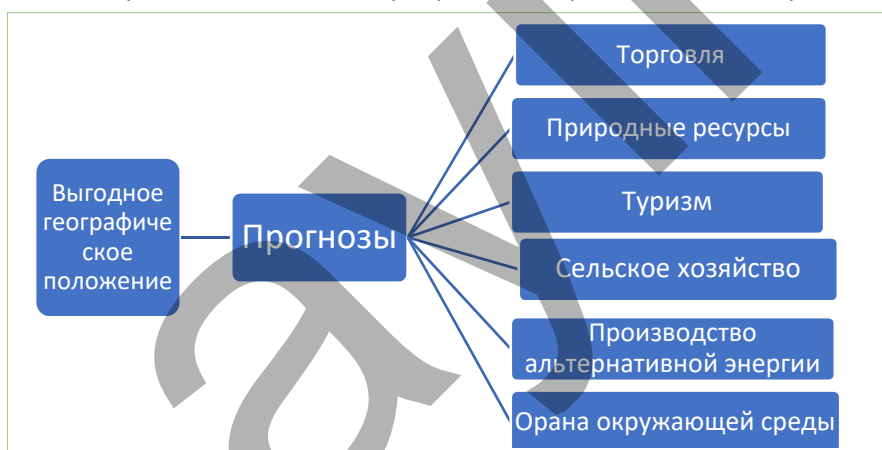 Выгодное
географиче
ское
положение
Прогнозы
Торговля
Природные ресурсы
Туризм
Сельское хозяйство
Производство
альтернативной энергии
Орана окружающей среды